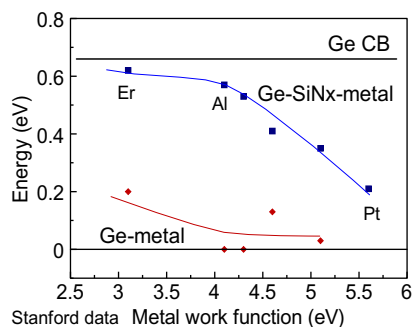 Ge CB
0.8
0.6
0.4
0.2
0
Energy (eV)
Er
Al
Ge-SiNx-metal
Pt
Ge-metal
2.5 3 3.5 4 4.5 5 5.5 6
Stanford data Metal work function (eV)